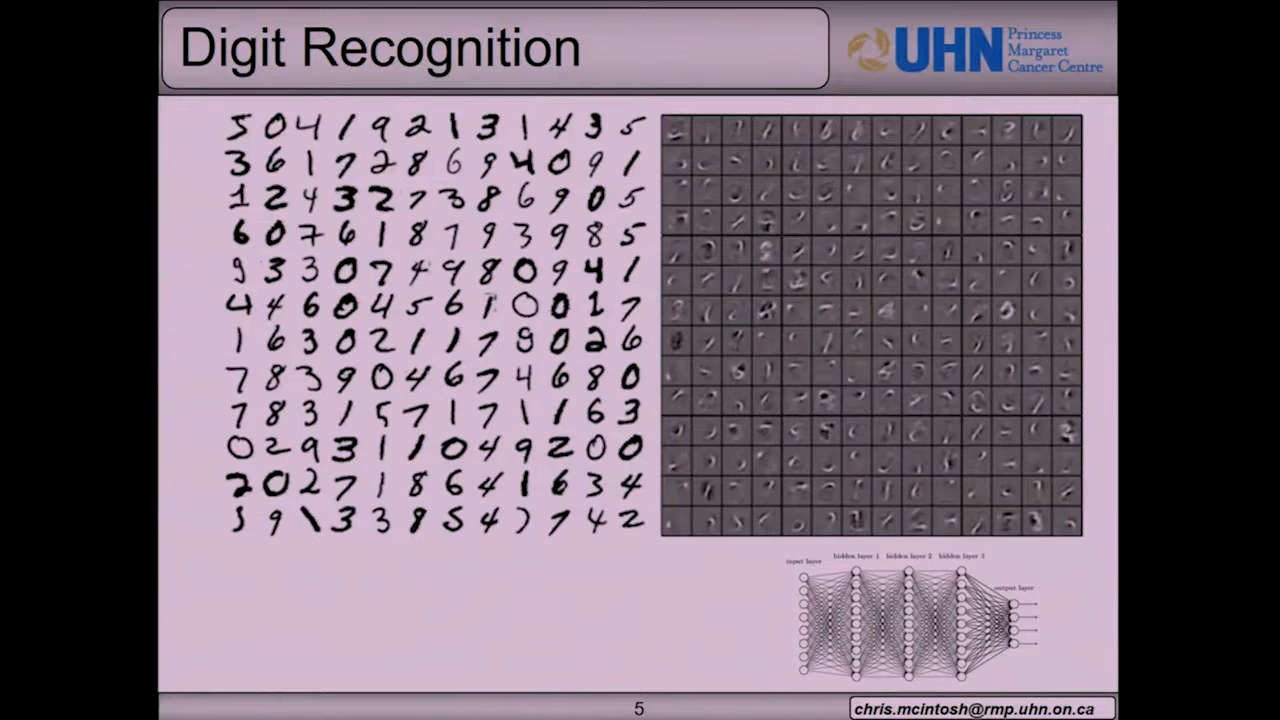 Digit Recognition
UHN Princess
Margaret
Cancer Centre
5 0 4 1 9 2 1 3 1 4 3 5
3 6 1 7 2 8 6 9 4 0 9 1
1 2 4 3 2 7 3 8 6 9 0 5
6 0 7 6 1 8 7 9 3 9 8 5
9 3 3 0 7 4 9 8 0 9 4 1
4 4 6 0 4 5 6 1 0 0 1 7
1 6 3 0 2 1 1 7 9 0 2 6
7 8 3 9 0 4 6 7 4 6 8 0
7 8 3 1 5 7 1 7 1 1 6 3
0 2 9 3 1 1 0 4 9 2 0 0
2 0 2 7 1 8 6 4 1 6 3 4
5 9 1 3 3 8 5 4 7 7 4 2
input layer
hidden layer 1 hidden layer 2 hidden layer 3
output layer
5
chris.mcintosh@rmp.uhn.on.ca